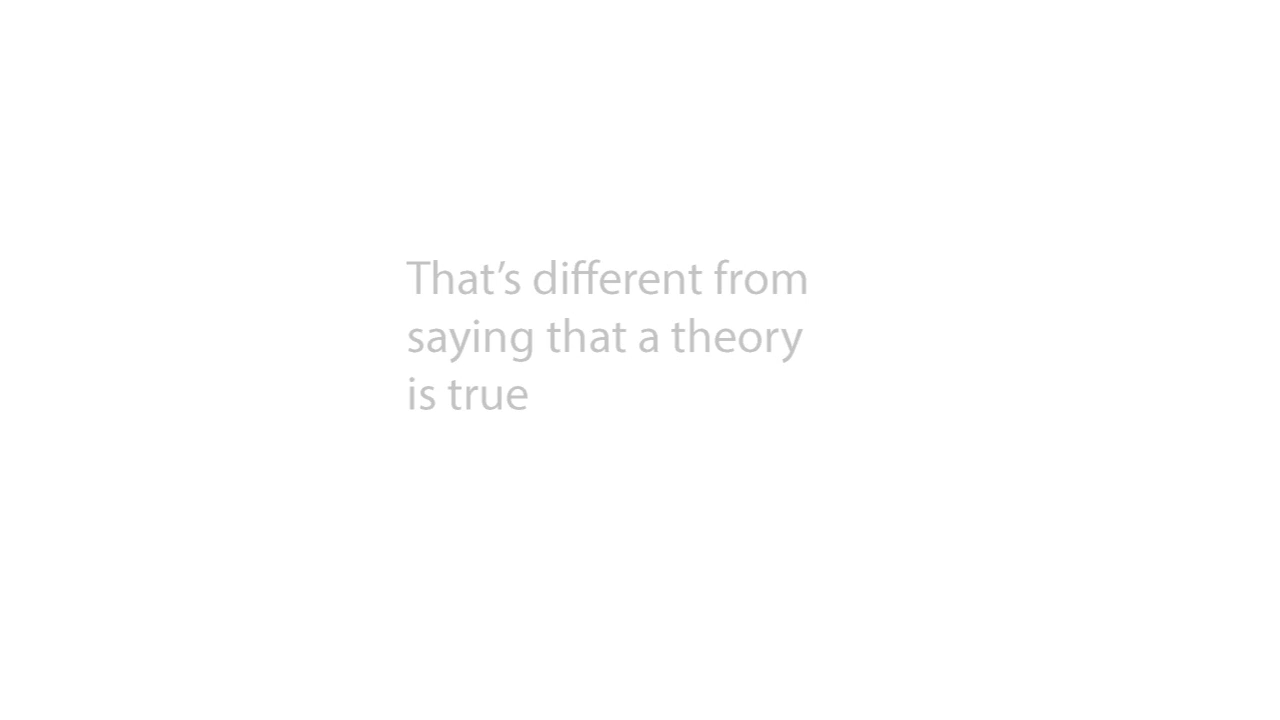 That’s different from
saying that a theory
is true